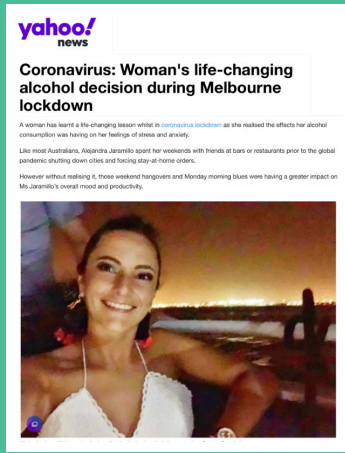 yahoo!
news
Coronavirus: Woman's life-changing
alcohol decision during Melbourne
lockdown
A woman has learnt a life-changing lesson whilst in coronavirus lockdown as she realised the effects her alcohol
consumption was having on her feelings of stress and anxiety.
Like most Australians, Alejandra Jaramillo spent her weekends with friends at bars or restaurants prior to the global
pandemic shutting down cities and forcing stay-at-home orders.
However without realising it, those weekend hangovers and Monday morning blues were having a greater impact on
Ms Jaramillo's overall mood and productivity.